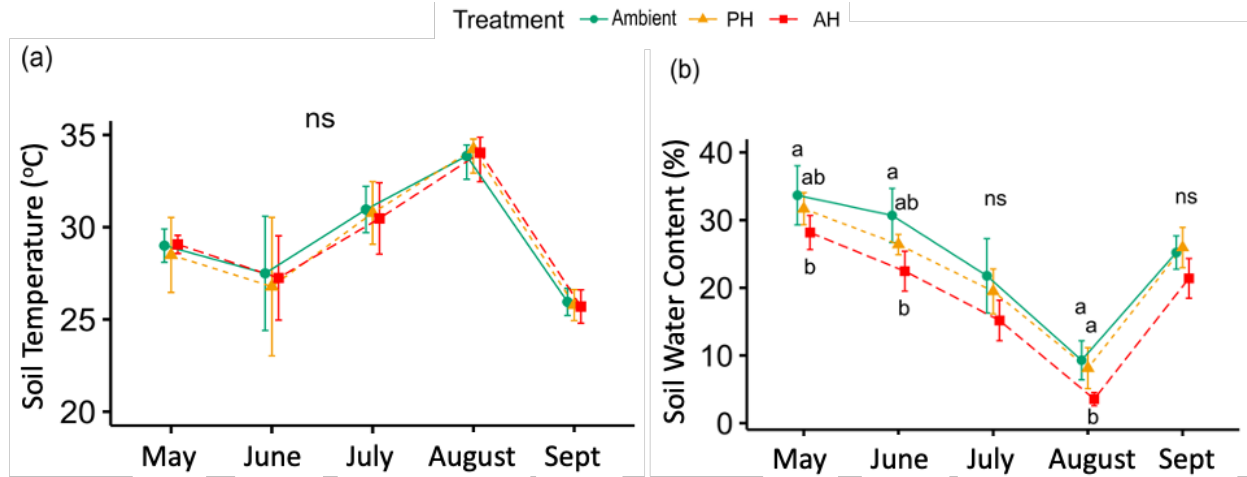 Treatment Ambient PH AH
(a)
ns
Soil Temperature (ºC)
35
30
25
20
May June July August Sept
(b)
Soil Water Content (%)
40
30
20
10
0
a
ab
b
a
ab
b
ns
a
a
b
ns
May June July August Sept